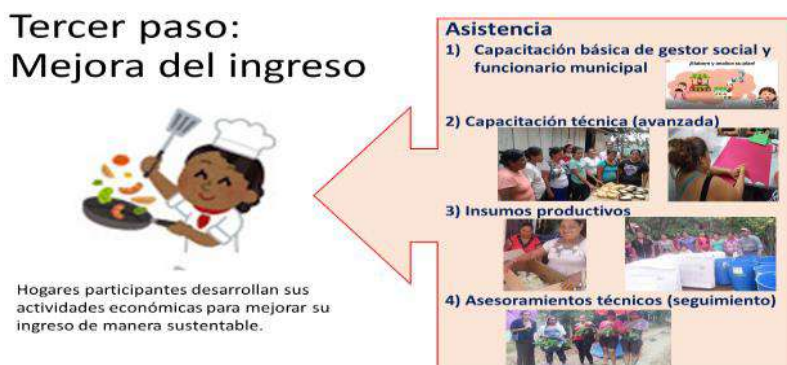 Tercer paso:
Mejora del ingreso
Hogares participantes desarrollan sus
actividades económicas para mejorar su
ingreso de manera sustentable.
Asistencia
1) Capacitación básica de gestor social y
funcionario municipal
2) Capacitación técnica (avanzada)
3) Insumos productivos
4) Asesoramientos técnicos (seguimiento)